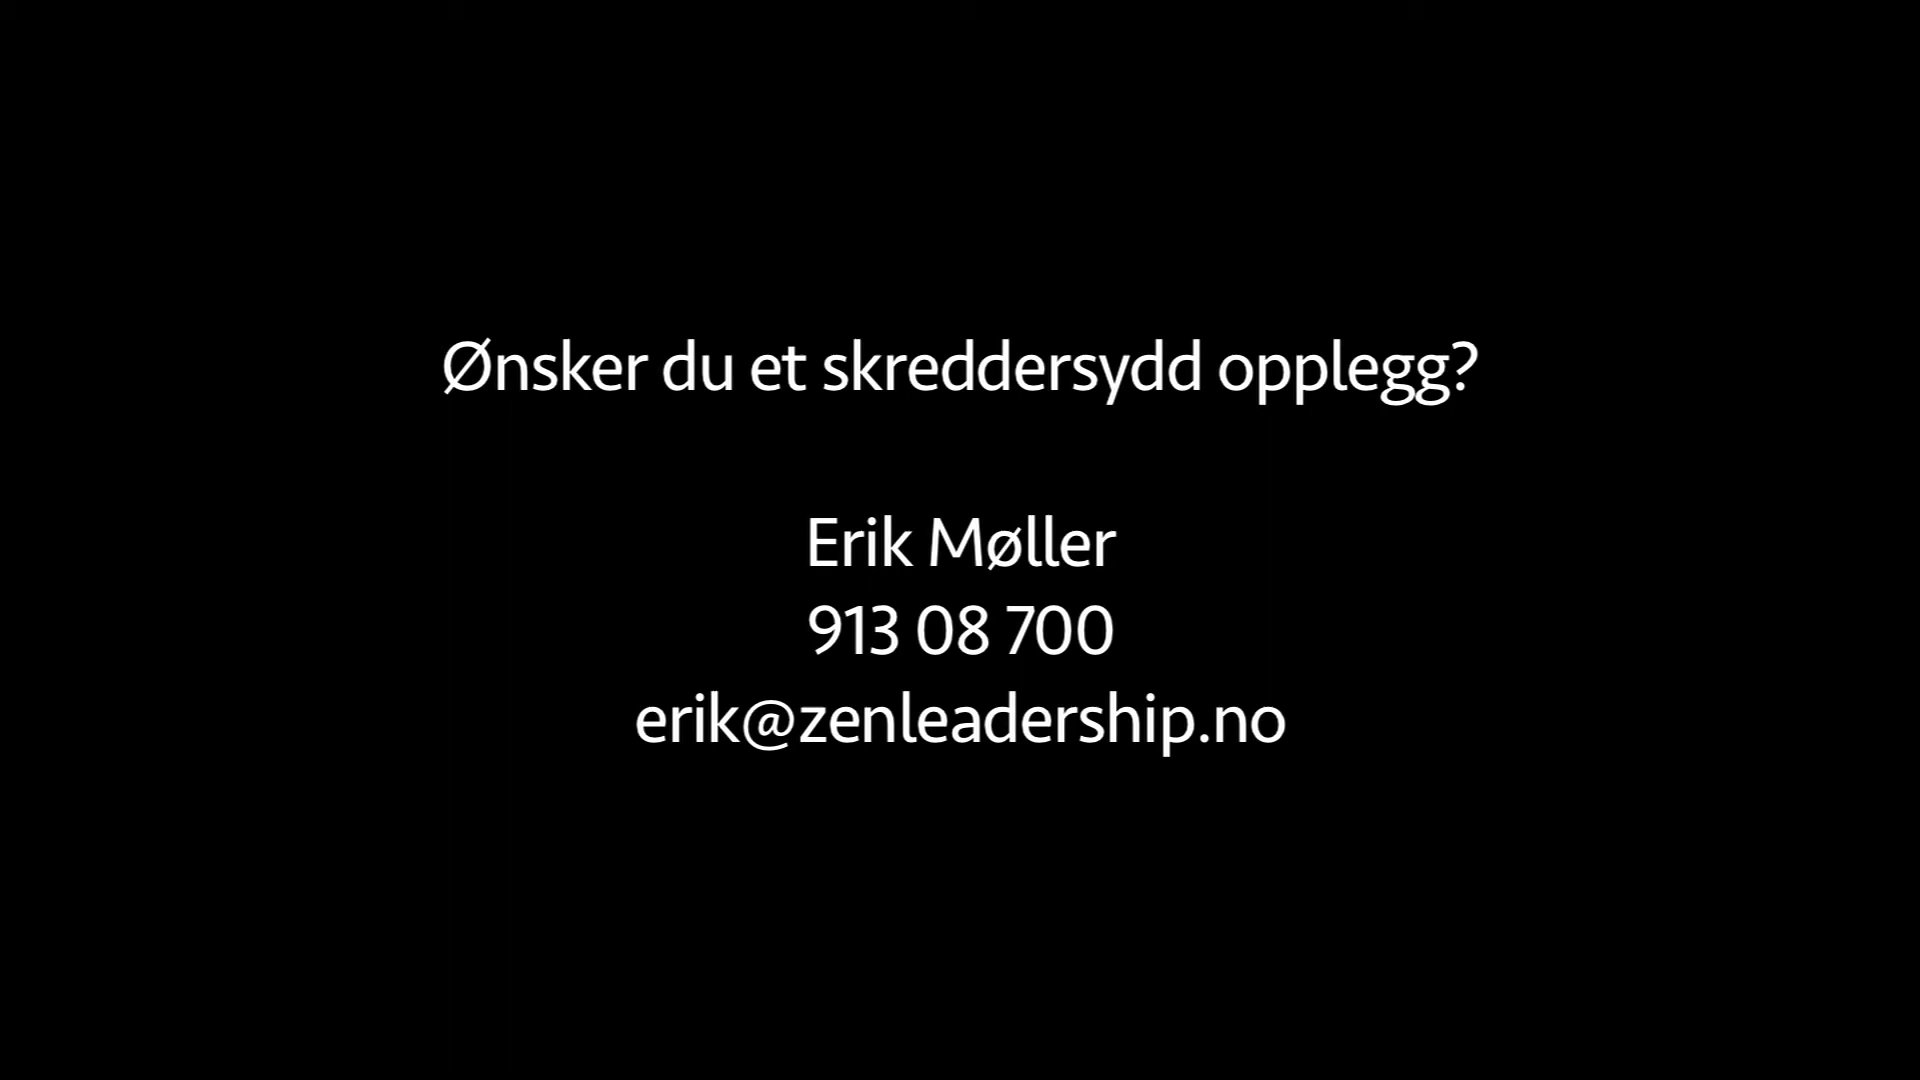 Ønsker du et skreddersydd opplegg?
Erik Møller
913 08 700
erik@zenleadership.no